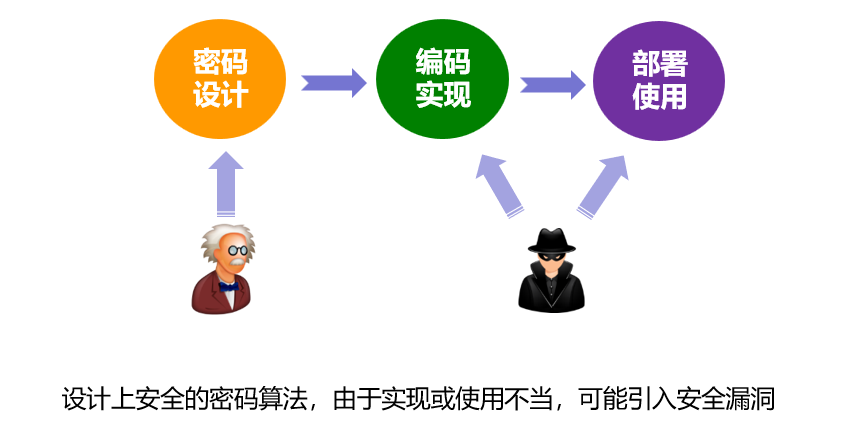 密码
设计
编码
实现
部署
使用
设计上安全的密码算法，由于实现或使用不当，可能引入安全漏洞